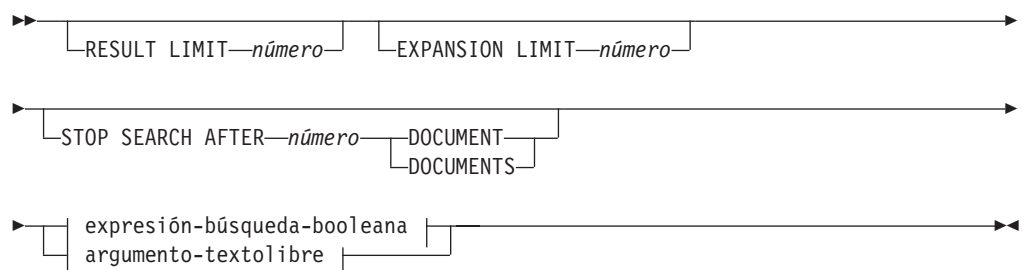 RESULT LIMIT número EXPANSION LIMIT número
STOP SEARCH AFTER número DOCUMENT
DOCUMENTS
expresión-búsqueda-booleana
argumento-textolibre